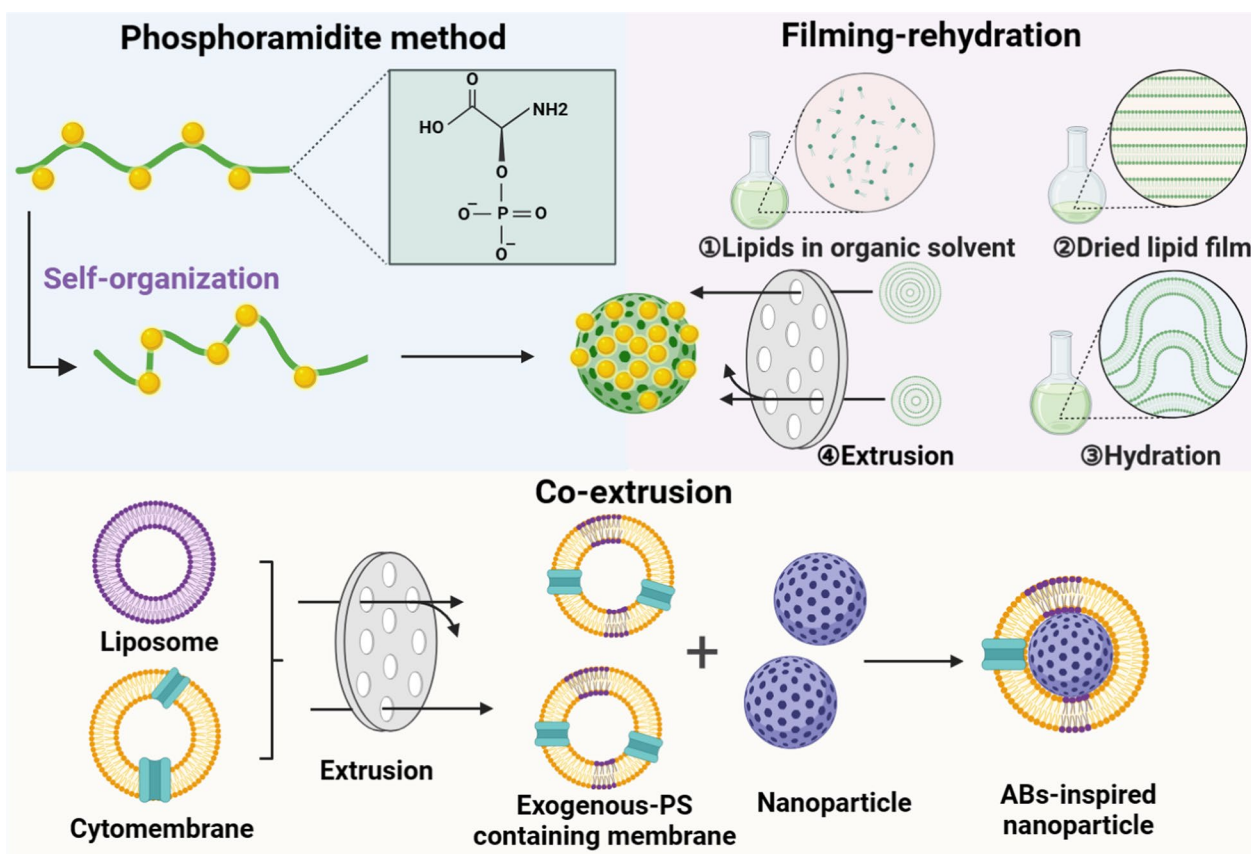 Phosphoramidite method
O
HO
NH2
O
O⁻
P
O
O⁻
Self-organization
Filming-rehydration
①Lipids in organic solvent
②Dried lipid film
④Extrusion
③Hydration
Co-extrusion
Liposome
Cytomembrane
Extrusion
Exogenous-PS
containing membrane
+
Nanoparticle
ABs-inspired
nanoparticle